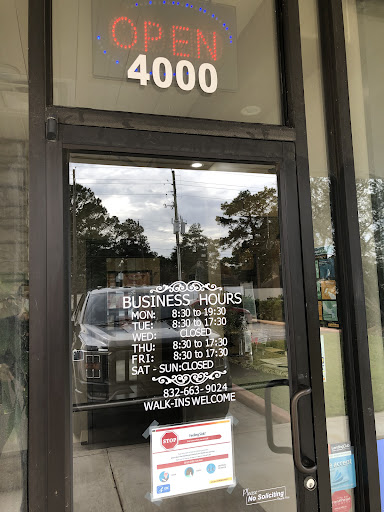 OPEN
4000
BUSINESS HOURS
MON: 8:30 to 19:30
TUE: 8:30 to 17:30
WED: CLOSED
THU: 8:30 to 17:30
FRI: 8:30 to 17:30
SAT - SUN: CLOSED
832-663-9024
WALK-INS WELCOME
STOP
Please
No Soliciting